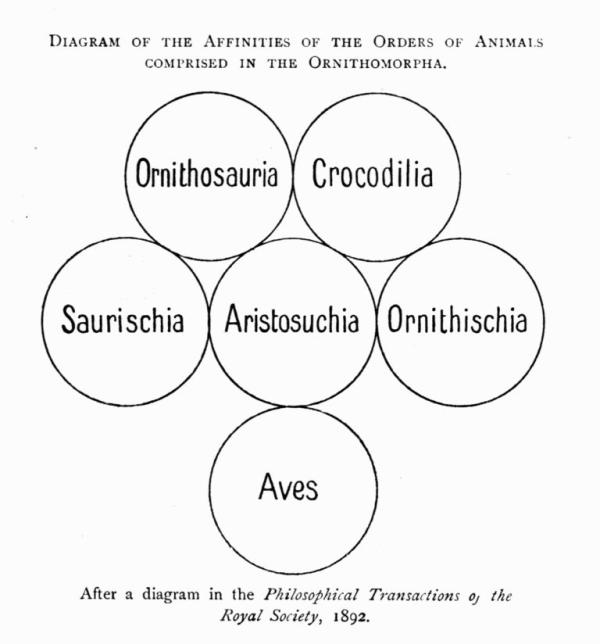 DIAGRAM OF THE AFFINITIES OF THE ORDERS OF ANIMALS
COMPRISED IN THE ORNITHOMORPHA.
Ornithosauria Crocodilia
Saurischia Aristosuchia Ornithischia
Aves
After a diagram in the Philosophical Transactions of the
Royal Society, 1892.